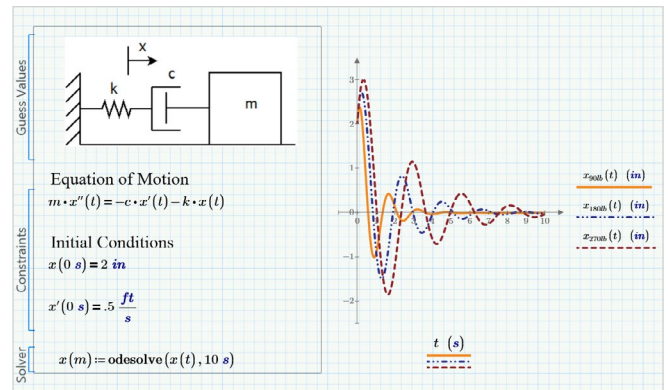 Guess Values
x
k
c
m
Equation of Motion
m·x''(t)=-c·x'(t)-k·x(t)
Constraints
Initial Conditions
x(0 s)=2 in
x'(0 s)=.5 ft/s
Solver
x(m):=odesolve(x(t),10 s)
3
2
1
0
-1
-2
0 1 2 3 4 5 6 7 8 9 10
t (s)
x90lb(t) (in)
x180lb(t) (in)
x270lb(t) (in)